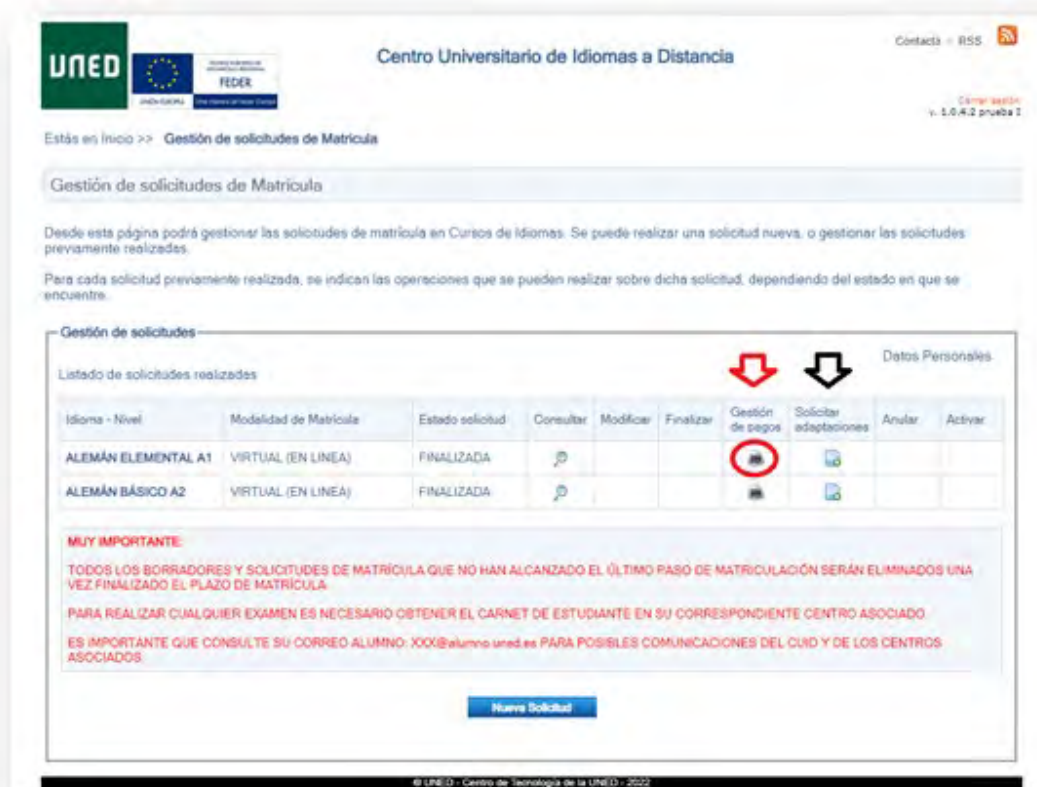 Contacta - RSS
UNED
Centro Universitario de Idiomas a Distancia
FEDER
UNIÓN EUROPEA
Cerrar sesión
v. 1.0.4.2 prueba I
Estás en Inicio >> Gestión de solicitudes de Matrícula
Gestión de solicitudes de Matrícula
Desde esta página podrá gestionar las solicitudes de matrícula en Cursos de Idiomas. Se puede realizar una solicitud nueva, o gestionar las solicitudes
previamente realizadas.
Para cada solicitud previamente realizada, se indican las operaciones que se pueden realizar sobre dicha solicitud, dependiendo del estado en que se
encuentre.
Gestión de solicitudes
Datos Personales
Listado de solicitudes realizadas
Idioma - Nivel Modalidad de Matrícula Estado solicitud Consultar Modificar Finalizar Gestión de pagos Solicitar adaptaciones Anular Activar
ALEMÁN ELEMENTAL A1 VIRTUAL (EN LINEA) FINALIZADA
ALEMÁN BÁSICO A2 VIRTUAL (EN LINEA) FINALIZADA
MUY IMPORTANTE:
TODOS LOS BORRADORES Y SOLICITUDES DE MATRÍCULA QUE NO HAN ALCANZADO EL ÚLTIMO PASO DE MATRICULACIÓN SERÁN ELIMINADOS UNA
VEZ FINALIZADO EL PLAZO DE MATRÍCULA
PARA REALIZAR CUALQUIER EXAMEN ES NECESARIO OBTENER EL CARNET DE ESTUDIANTE EN SU CORRESPONDIENTE CENTRO ASOCIADO
ES IMPORTANTE QUE CONSULTE SU CORREO ALUMNO: XXX@alumno.uned.es PARA POSIBLES COMUNICACIONES DEL CUID Y DE LOS CENTROS
ASOCIADOS
Nueva Solicitud
© UNED - Centro de Tecnología de la UNED - 2022